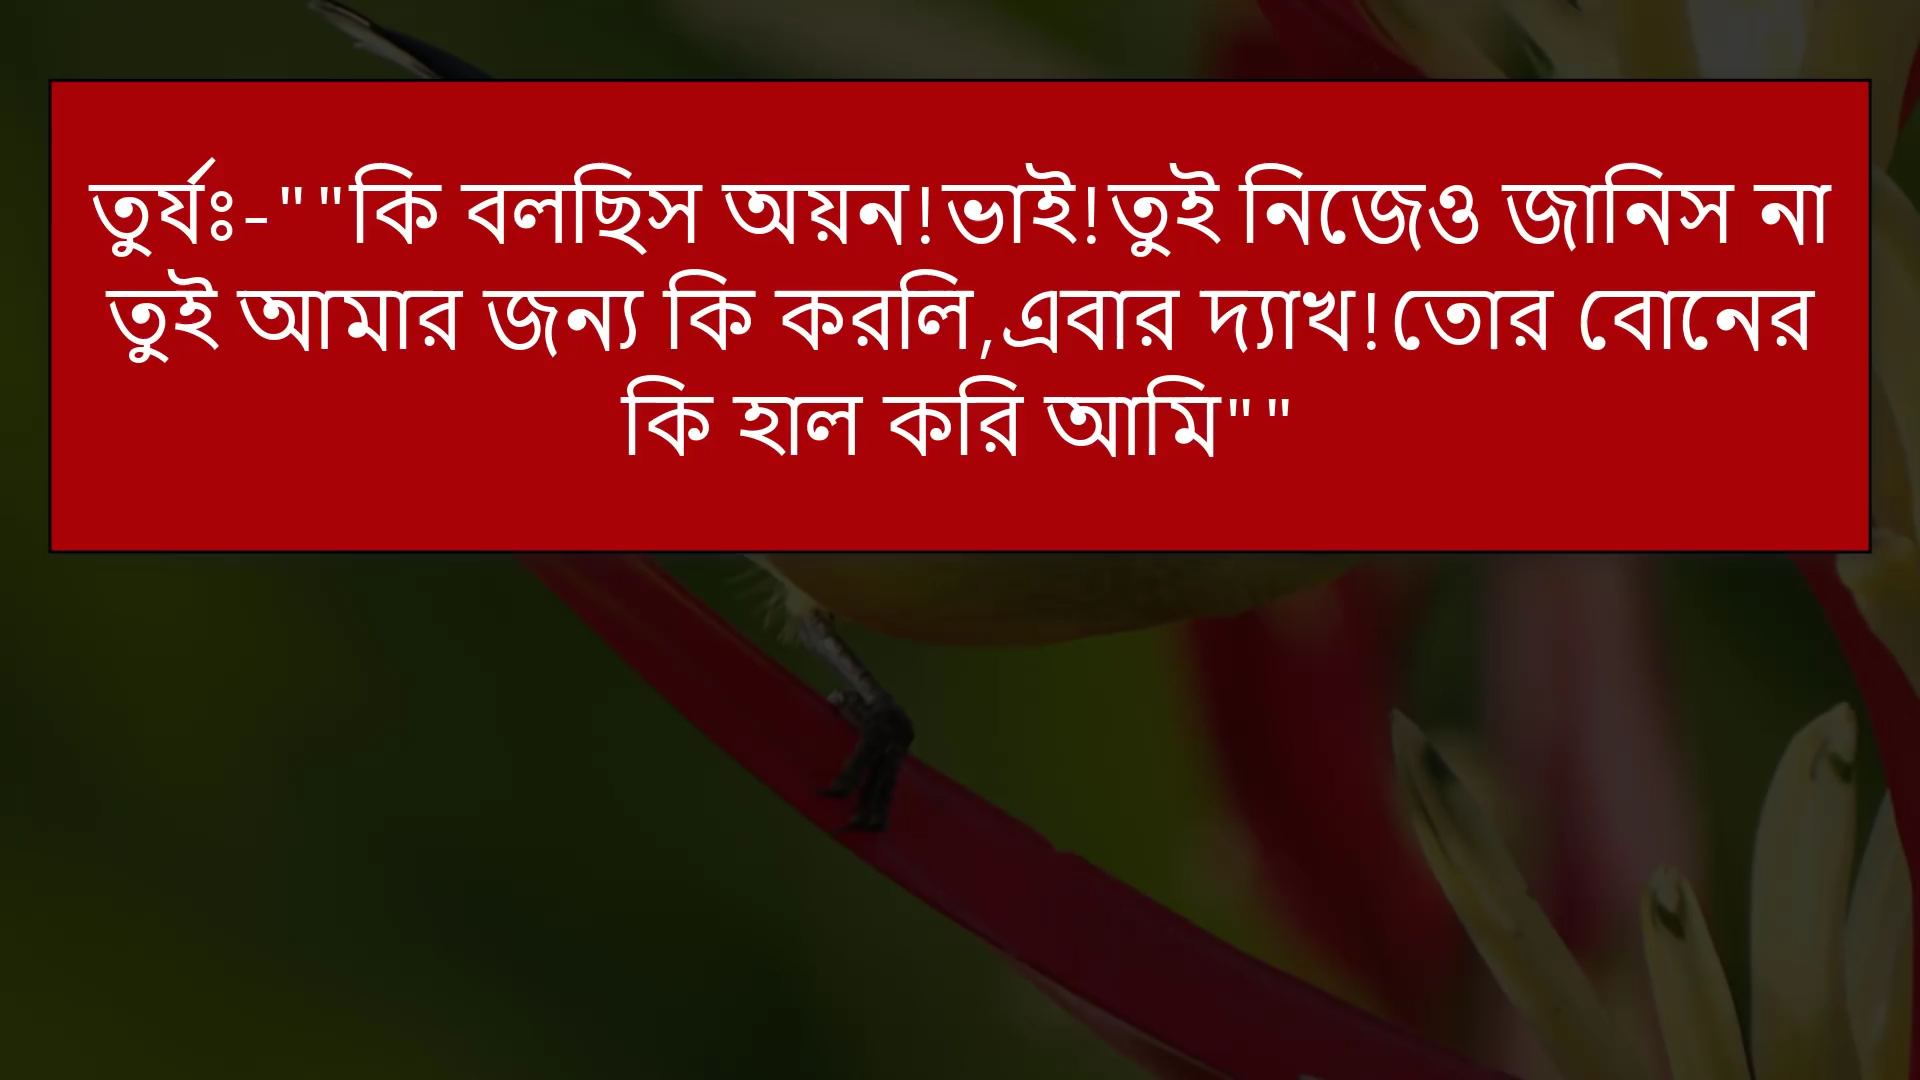 তুর্যঃ-""কি বলছিস অয়ন!ভাই!তুই নিজেও জানিস না
তুই আমার জন্য কি করলি,এবার দ্যাখ!তোর বোনের
কি হাল করি আমি""